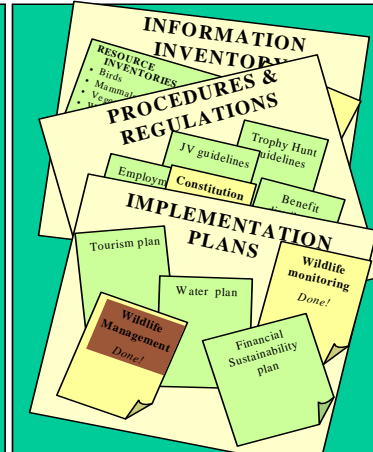 INFORMATION
INVENTORY
RESOURCE
INVENTORIES
• Birds
• Mammals
PROCEDURES &
REGULATIONS
JV guidelines
Trophy Hunt
guidelines
Constitution
Benefit
IMPLEMENTATION
PLANS
Tourism plan
Water plan
Wildlife
monitoring
Done!
Wildlife
Management
Done!
Financial
Sustainability
plan